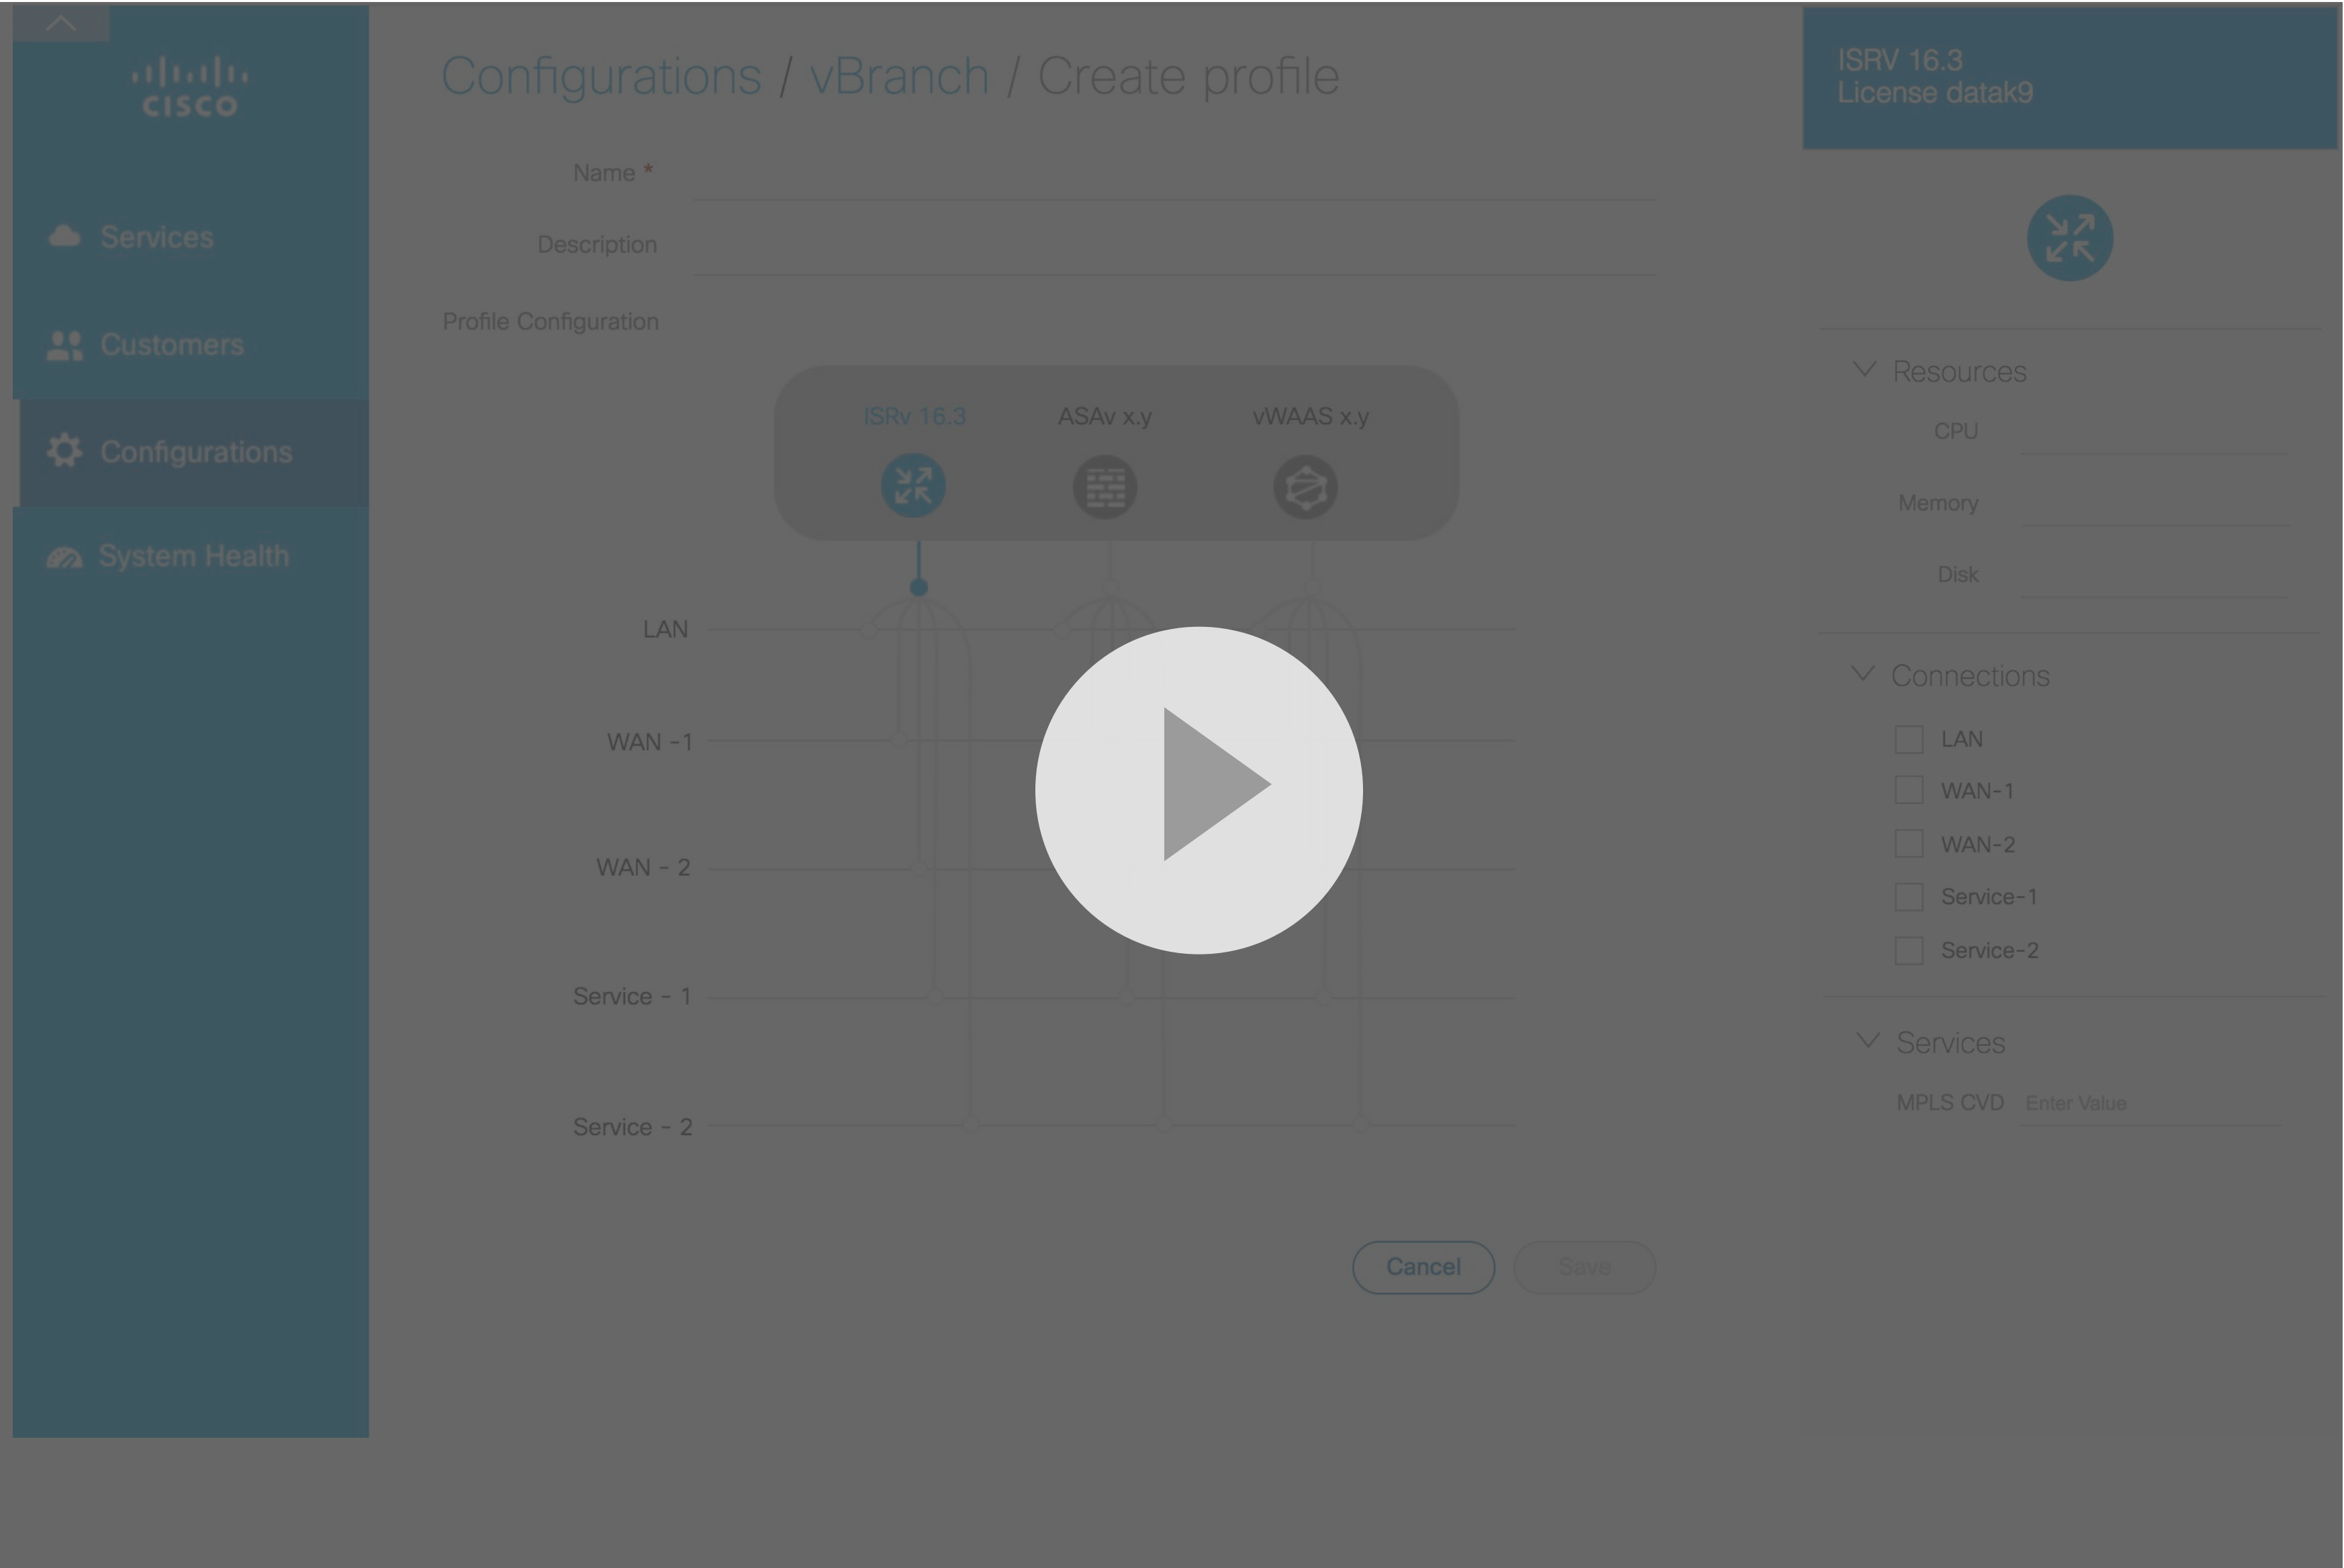 CISCO
Services
Customers
Configurations
System Health
Configurations / vBranch / Create profile
Name *
Description
Profile Configuration
ISRv 16.3
ASAv x.y
vWAAS x.y
LAN
WAN -1
WAN - 2
Service - 1
Service - 2
Cancel
Save
ISRV 16.3
License datak9
Resources
CPU
Memory
Disk
Connections
LAN
WAN-1
WAN-2
Service-1
Service-2
Services
MPLS CVD Enter Value